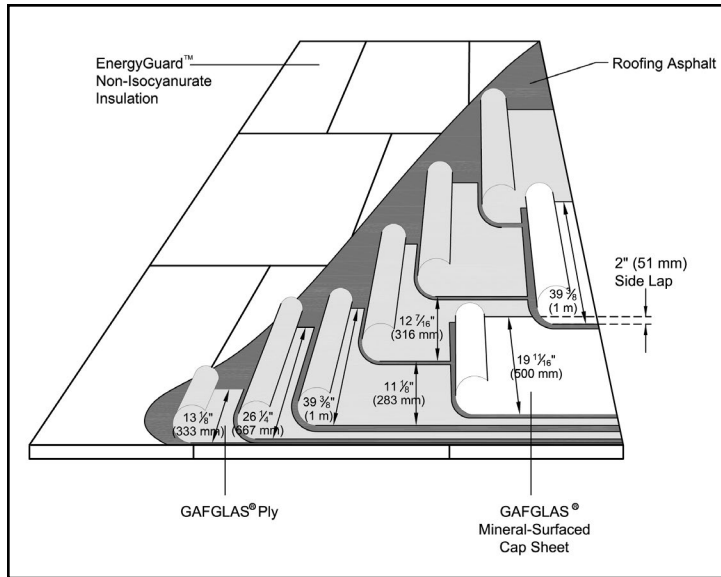 EnergyGuard™
Non-Isocyanurate
Insulation
Roofing Asphalt
2" (51 mm)
Side Lap
39 ⅜"
(1 m)
12 ⁷⁄₁₆"
(316 mm)
19 ¹¹⁄₁₆"
(500 mm)
11 ⅛"
(283 mm)
39 ⅜"
(1 m)
26 ¼"
(667 mm)
13 ⅛"
(333 mm)
GAFGLAS® Ply
GAFGLAS®
Mineral-Surfaced
Cap Sheet